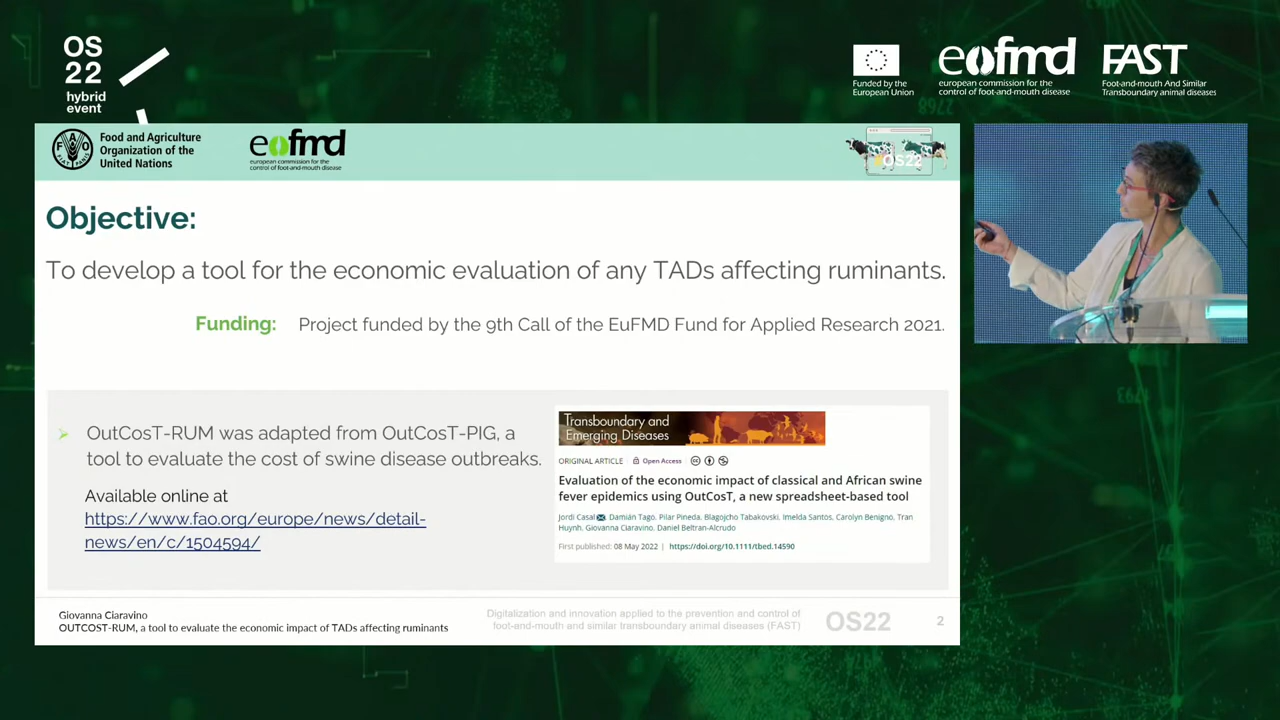 OS
22
hybrid
event
Funded by the
European Union
eofmd
european commission for the
control of foot-and-mouth disease
FAST
Foot-and-mouth And Similar
Transboundary animal diseases
Food and Agriculture
Organization of the
United Nations
eofmd
european commission for the
control of foot-and-mouth disease
OS22
Objective:
To develop a tool for the economic evaluation of any TADs affecting ruminants.
Funding: Project funded by the 9th Call of the EuFMD Fund for Applied Research 2021.
OutCosT-RUM was adapted from OutCosT-PIG, a
tool to evaluate the cost of swine disease outbreaks.
Available online at
https://www.fao.org/europe/news/detail-
news/en/c/1504594/
Transboundary and
Emerging Diseases
ORIGINAL ARTICLE Open Access
Evaluation of the economic impact of classical and African swine
fever epidemics using OutCosT, a new spreadsheet-based tool
Jordi Casal, Damián Tago, Pilar Pineda, Blagojcho Tabakovski, Imelda Santos, Carolyn Benigno, Tran
Huynh, Giovanna Ciaravino, Daniel Beltran-Alcrudo
First published: 08 May 2022 | https://doi.org/10.1111/tbed.14590
Giovanna Ciaravino
OUTCOST-RUM, a tool to evaluate the economic impact of TADs affecting ruminants
Digitalization and innovation applied to the prevention and control of
foot-and-mouth and similar transboundary animal diseases (FAST)
OS22
2